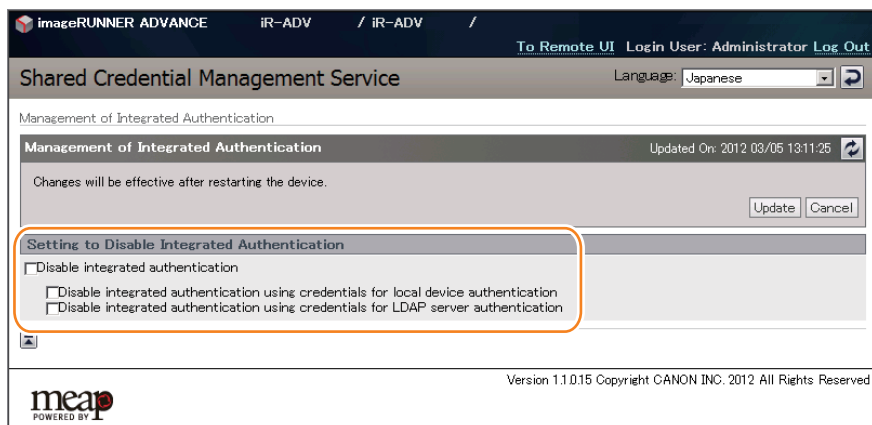 imageRUNNER ADVANCE iR-ADV / iR-ADV /
To Remote UI Login User: Administrator Log Out
Shared Credential Management Service
Language: Japanese
Management of Integrated Authentication
Management of Integrated Authentication
Updated On: 2012 03/05 13:11:25
Changes will be effective after restarting the device.
Update Cancel
Setting to Disable Integrated Authentication
Disable integrated authentication
Disable integrated authentication using credentials for local device authentication
Disable integrated authentication using credentials for LDAP server authentication
Version 1.1.0.15 Copyright CANON INC. 2012 All Rights Reserved
meap
POWERED BY